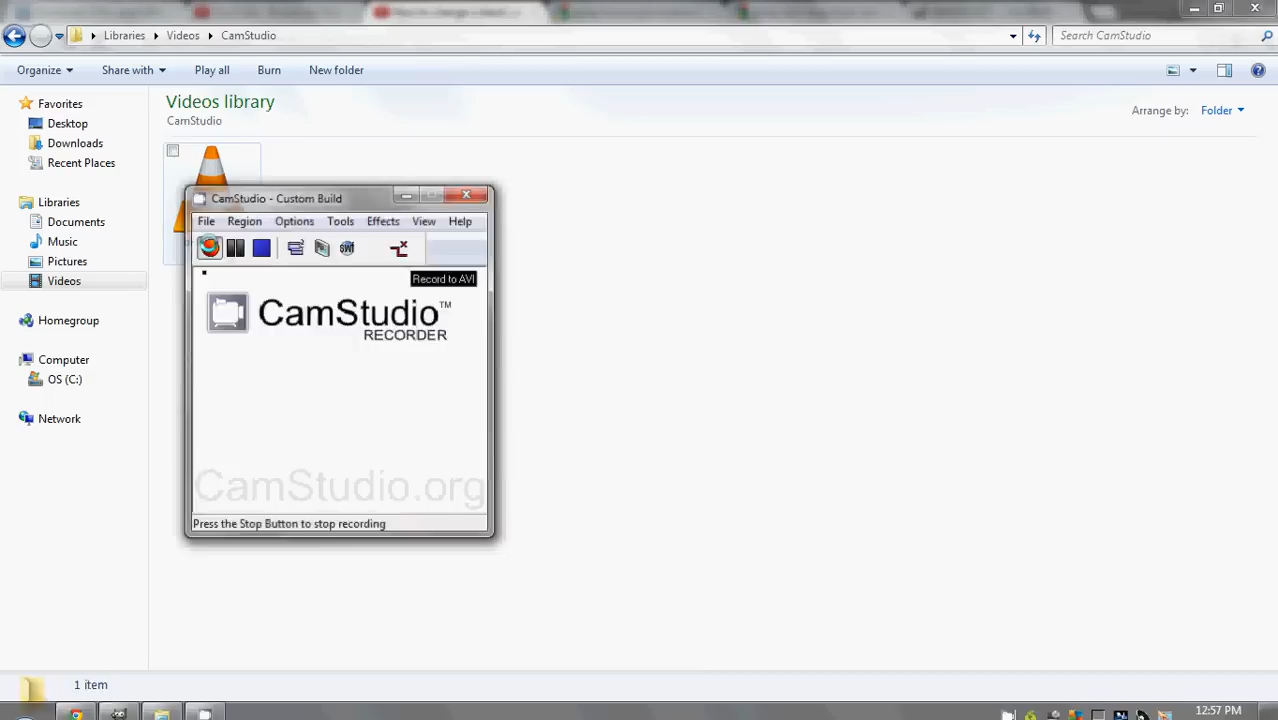 Libraries Videos CamStudio
Search CamStudio
Organize Share with Play all Burn New folder
Favorites
Desktop
Downloads
Recent Places
Libraries
Documents
Music
Pictures
Videos
Homegroup
Computer
OS (C:)
Network
Videos library
CamStudio
Arrange by: Folder
CamStudio - Custom Build
File Region Options Tools Effects View Help
SWF
Record to AVI
CamStudio™
RECORDER
CamStudio.org
Press the Stop Button to stop recording
1 item
12:57 PM